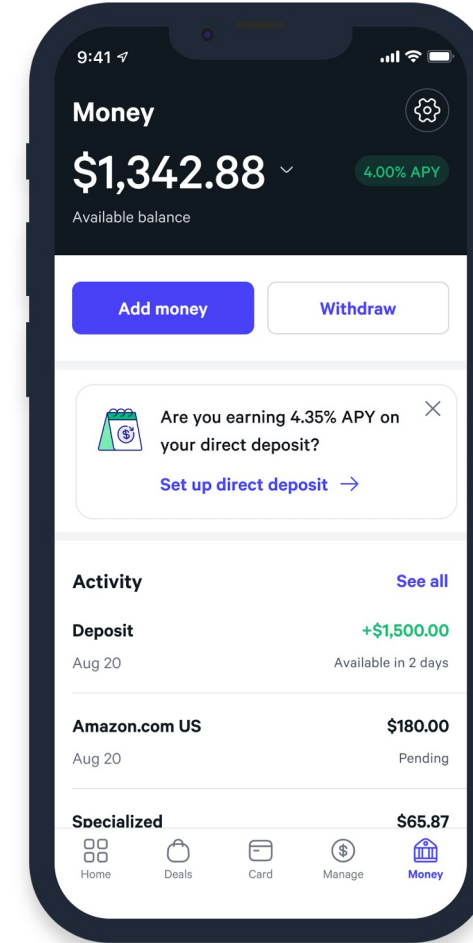 9:41
Money
$1,342.88
4.00% APY
Available balance
Add money
Withdraw
Are you earning 4.35% APY on
your direct deposit?
Set up direct deposit →
Activity
See all
Deposit
+$1,500.00
Aug 20
Available in 2 days
Amazon.com US
$180.00
Aug 20
Pending
Specialized
$65.87
Home
Deals
Card
Manage
Money